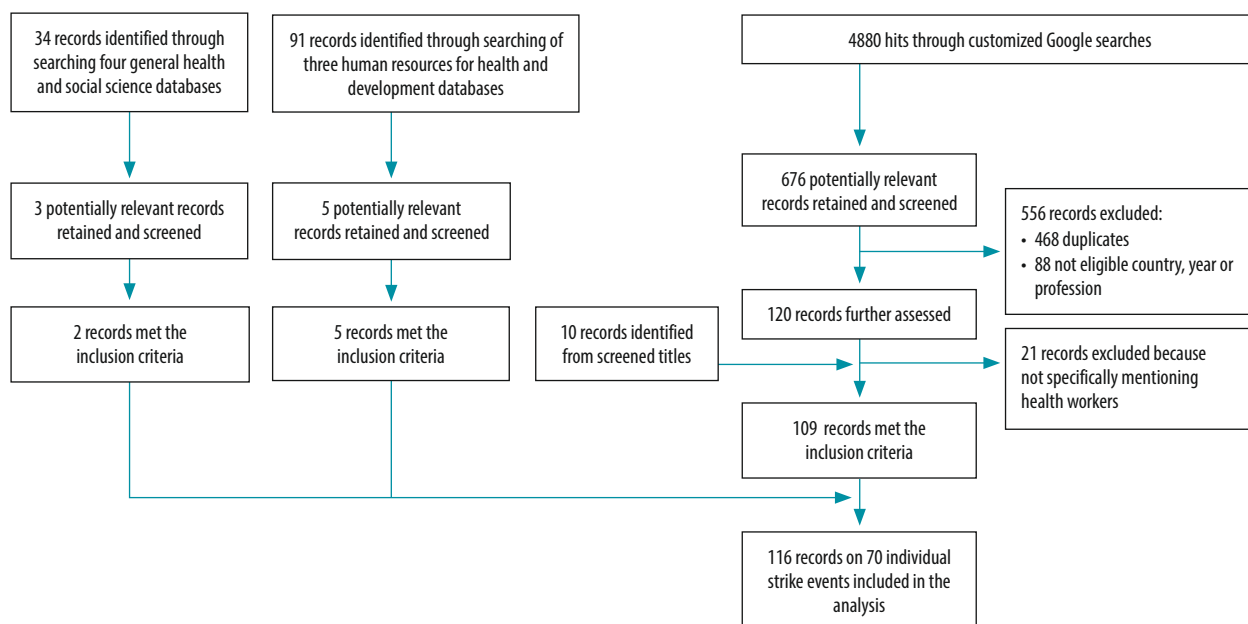 34 records identified through
searching four general health
and social science databases
91 records identified through searching of
three human resources for health and
development databases
4880 hits through customized Google searches
3 potentially relevant records
retained and screened
5 potentially relevant
records retained and screened
676 potentially relevant
records retained and screened
556 records excluded:
• 468 duplicates
• 88 not eligible country, year or
profession
2 records met the
inclusion criteria
5 records met the
inclusion criteria
10 records identified
from screened titles
120 records further assessed
21 records excluded because
not specifically mentioning
health workers
109 records met the
inclusion criteria
116 records on 70 individual
strike events included in the
analysis